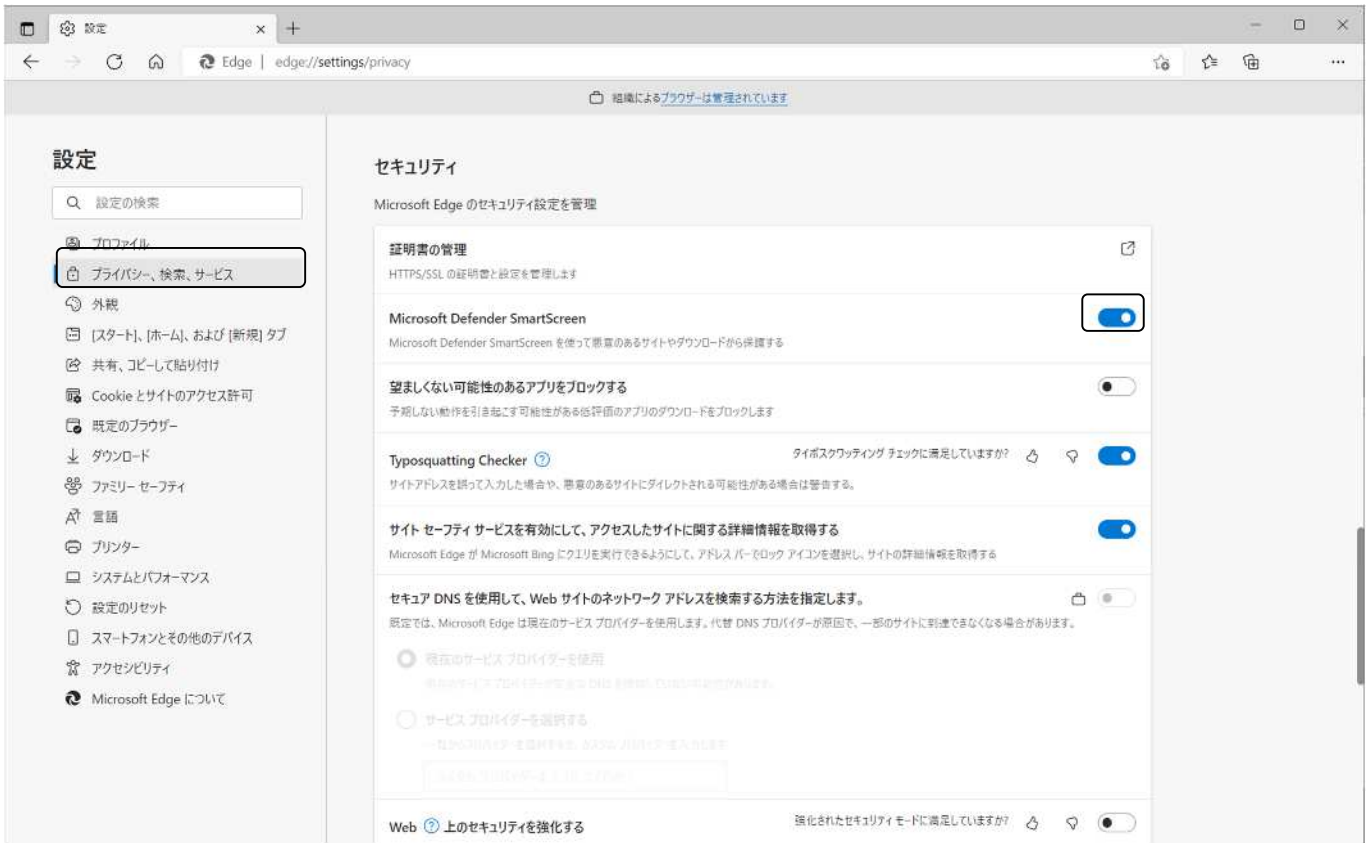 設定
Edge | edge://settings/privacy
組織によるブラウザーは管理されています
設定
設定の検索
プロファイル
プライバシー、検索、サービス
外観
[スタート]、[ホーム]、および [新規] タブ
共有、コピーして貼り付け
Cookie とサイトのアクセス許可
既定のブラウザー
ダウンロード
ファミリー セーフティ
言語
プリンター
システムとパフォーマンス
設定のリセット
スマートフォンとその他のデバイス
アクセシビリティ
Microsoft Edge について
セキュリティ
Microsoft Edge のセキュリティ設定を管理
証明書の管理
HTTPS/SSL の証明書と設定を管理します
Microsoft Defender SmartScreen
Microsoft Defender SmartScreen を使って悪意のあるサイトやダウンロードから保護する
望ましくない可能性のあるアプリをブロックする
予期しない動作を引き起こす可能性がある低評価のアプリのダウンロードをブロックします
Typosquatting Checker
タイポスクワッティング チェックに満足していますか?
サイトアドレスを誤って入力した場合や、悪意のあるサイトにダイレクトされる可能性がある場合は警告する。
サイト セーフティ サービスを有効にして、アクセスしたサイトに関する詳細情報を取得する
Microsoft Edge が Microsoft Bing にクエリを実行できるようにして、アドレス バーでロック アイコンを選択し、サイトの詳細情報を取得する
セキュア DNS を使用して、Web サイトのネットワーク アドレスを検索する方法を指定します。
既定では、Microsoft Edge は現在のサービス プロバイダーを使用します。代替 DNS プロバイダーが原因で、一部のサイトに到達できなくなる場合があります。
現在のサービス プロバイダーを使用
サービス プロバイダーを選択する
Web 上のセキュリティを強化する
強化されたセキュリティ モードに満足していますか?